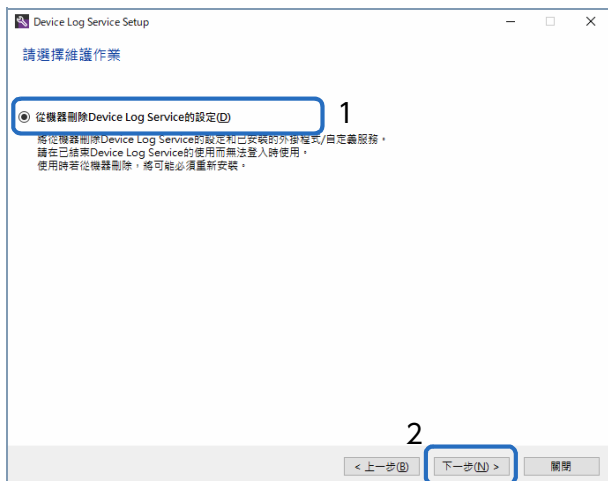 Device Log Service Setup
請選擇維護作業
從機器刪除Device Log Service的設定(D)
1
將從機器刪除Device Log Service的設定和已安裝的外掛程式/自定義服務。
請在已結束Device Log Service的使用而無法登入時使用。
使用時若從機器刪除，將可能必須重新安裝。
2
< 上一步(B)
下一步(N) >
關閉